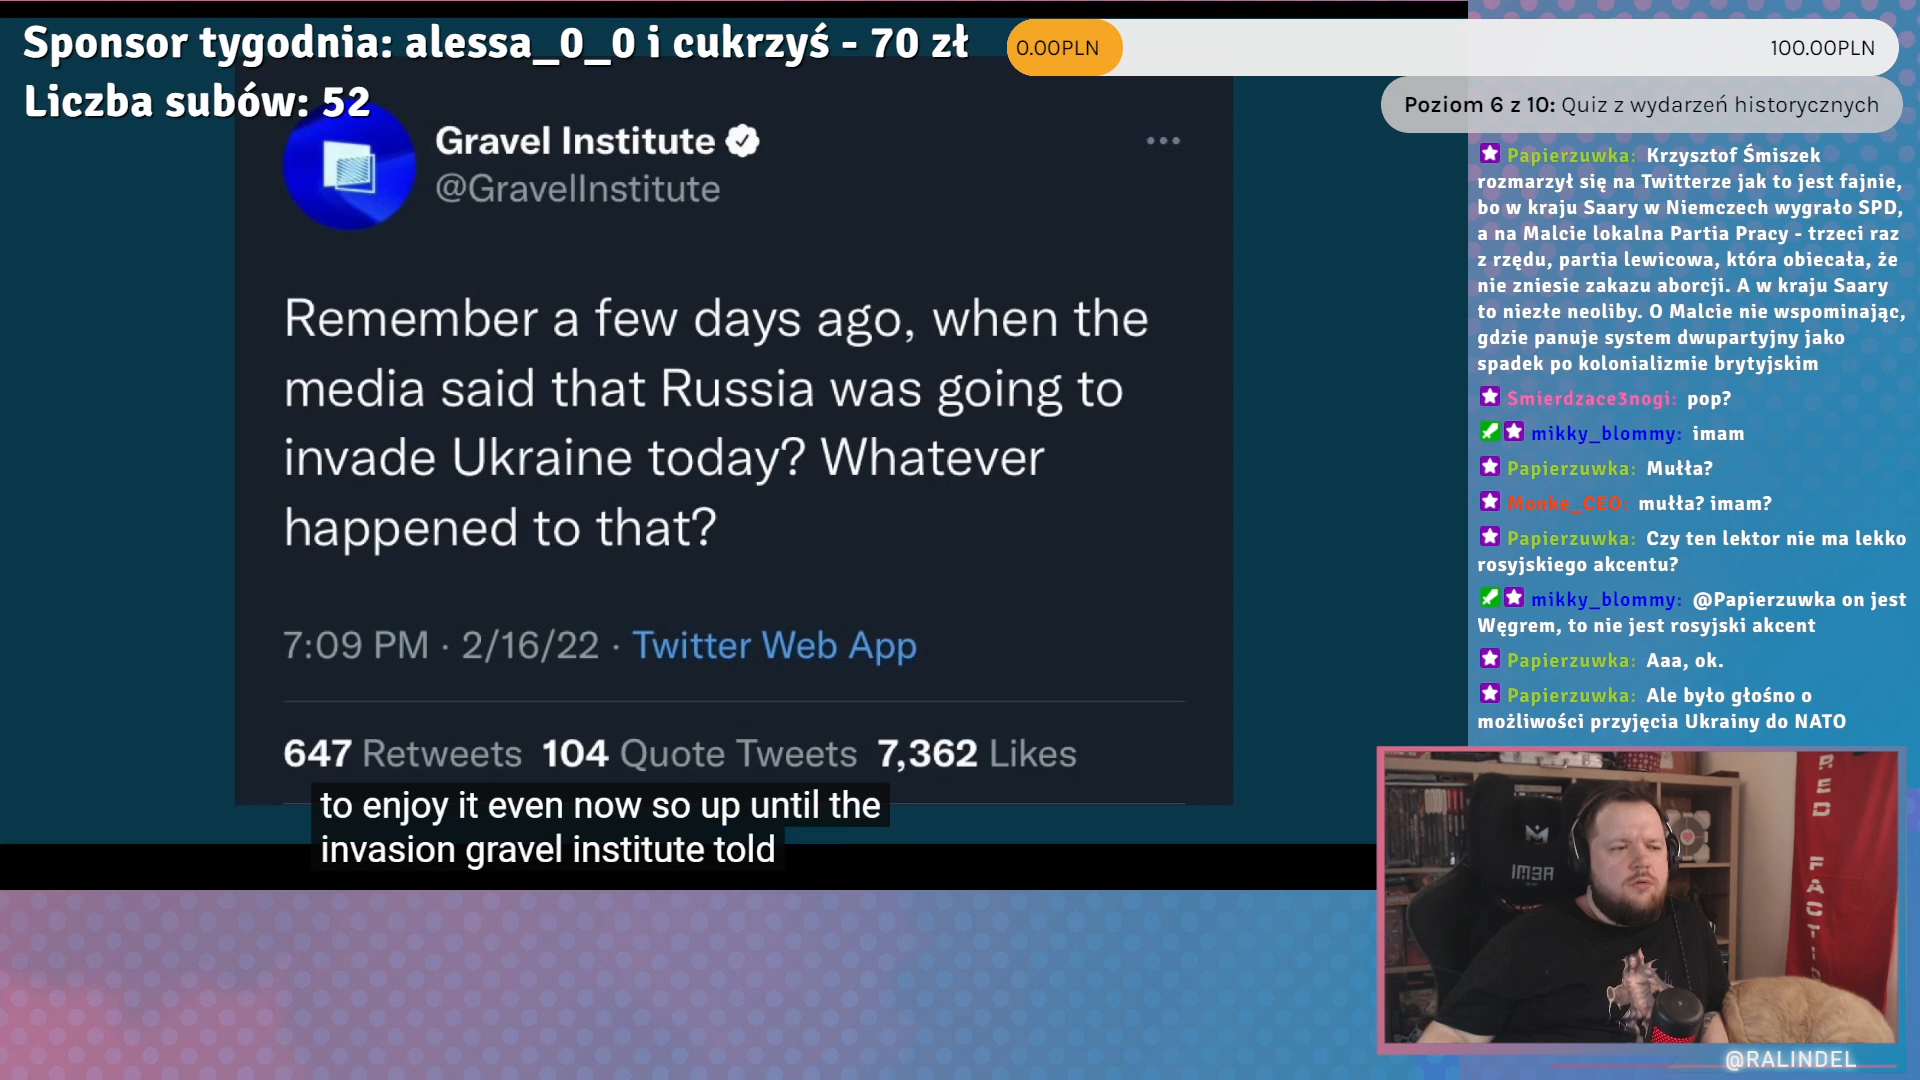 Sponsor tygodnia: alessa_0_0 i cukrzyś - 70 zł
Liczba subów: 52
0.00PLN
100.00PLN
Poziom 6 z 10: Quiz z wydarzeń historycznych
Gravel Institute
@GravelInstitute
Remember a few days ago, when the
media said that Russia was going to
invade Ukraine today? Whatever
happened to that?
7:09 PM · 2/16/22 · Twitter Web App
647 Retweets 104 Quote Tweets 7,362 Likes
to enjoy it even now so up until the
invasion gravel institute told
Papierzuwka: Krzysztof Śmiszek
rozmarzył się na Twitterze jak to jest fajnie,
bo w kraju Saary w Niemczech wygrało SPD,
a na Malcie lokalna Partia Pracy - trzeci raz
z rzędu, partia lewicowa, która obiecała, że
nie zniesie zakazu aborcji. A w kraju Saary
to niezłe neoliby. O Malcie nie wspominając,
gdzie panuje system dwupartyjny jako
spadek po kolonializmie brytyjskim
Smierdzace3nogi: pop?
mikky_blommy: imam
Papierzuwka: Mułła?
Monke_CEO: mułła? imam?
Papierzuwka: Czy ten lektor nie ma lekko
rosyjskiego akcentu?
mikky_blommy: @Papierzuwka on jest
Węgrem, to nie jest rosyjski akcent
Papierzuwka: Aaa, ok.
Papierzuwka: Ale było głośno o
możliwości przyjęcia Ukrainy do NATO
RED FACTI
@RALINDEL